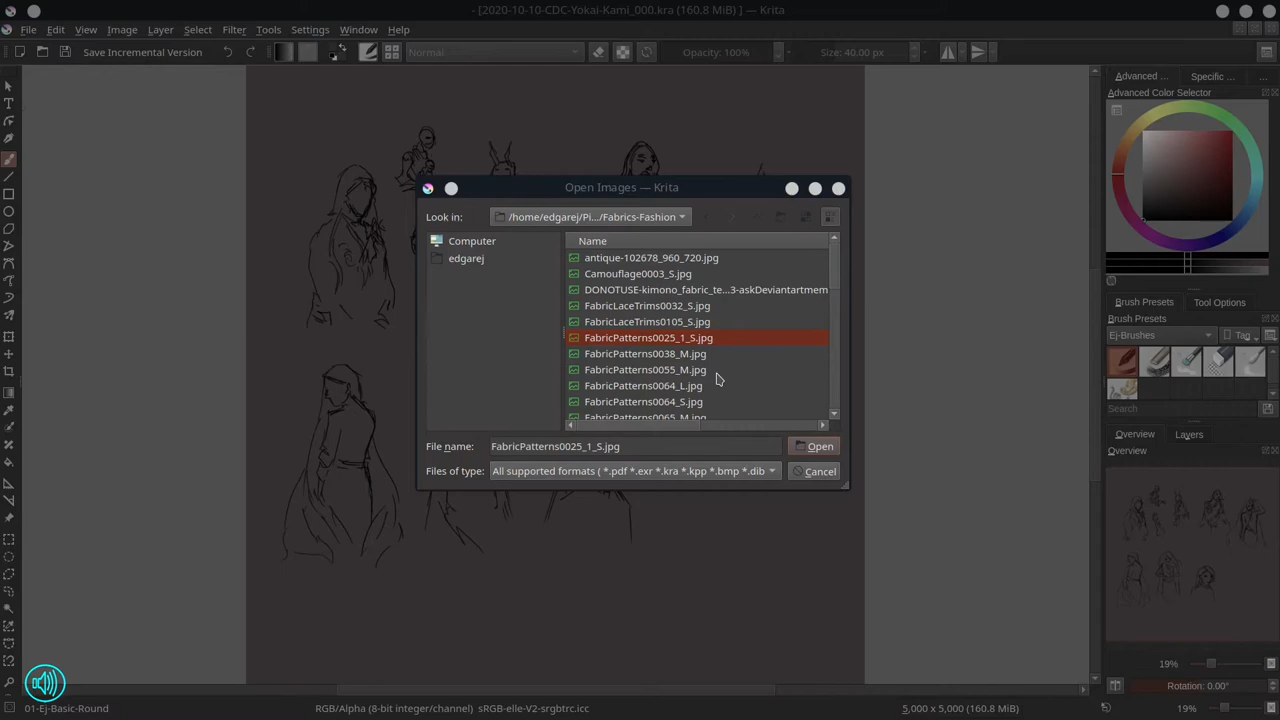 - [2020-10-10-CDC-Yokai-Kami_000.kra (160.8 MiB) ] — Krita
File Edit View Image Layer Select Filter Tools Settings Window Help
Save Incremental Version Normal Opacity: 100% Size: 40.00 px
Advanced ... Specific ... ...
Advanced Color Selector
Open Images — Krita
Look in: /home/edgarej/Pi.../Fabrics-Fashion
Computer
edgarej
Name
antique-102678_960_720.jpg
Camouflage0003_S.jpg
DONOTUSE-kimono_fabric_te...3-askDeviantartmem
FabricLaceTrims0032_S.jpg
FabricLaceTrims0105_S.jpg
FabricPatterns0025_1_S.jpg
FabricPatterns0038_M.jpg
FabricPatterns0055_M.jpg
FabricPatterns0064_L.jpg
FabricPatterns0064_S.jpg
FabricPatterns0065_M.jpg
File name: FabricPatterns0025_1_S.jpg Open
Files of type: All supported formats ( *.pdf *.exr *.kra *.kpp *.bmp *.dib Cancel
Brush Presets Tool Options
Brush Presets
Ej-Brushes Tag
Search
Overview Layers
Overview
19%
Rotation: 0.00°
01-Ej-Basic-Round RGB/Alpha (8-bit integer/channel) sRGB-elle-V2-srgbtrc.icc 5,000 x 5,000 (160.8 MiB) 19%